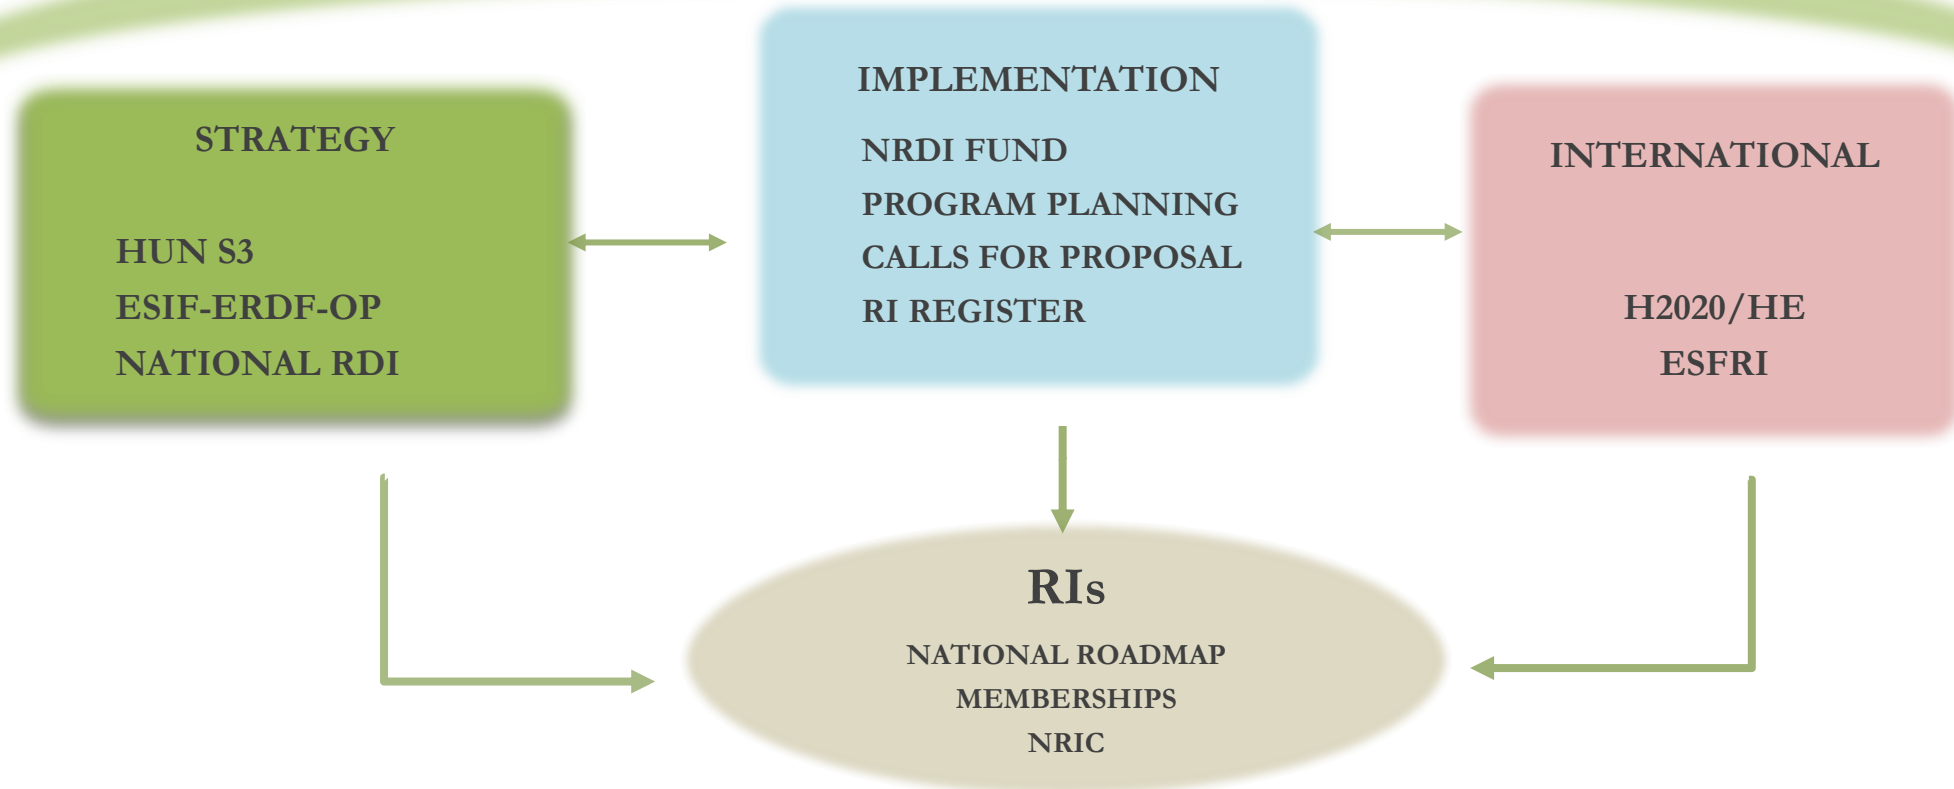 STRATEGY
HUN S3
ESIF-ERDF-OP
NATIONAL RDI
IMPLEMENTATION
NRDI FUND
PROGRAM PLANNING
CALLS FOR PROPOSAL
RI REGISTER
INTERNATIONAL
H2020/HE
ESFRI
RIs
NATIONAL ROADMAP
MEMBERSHIPS
NRIC